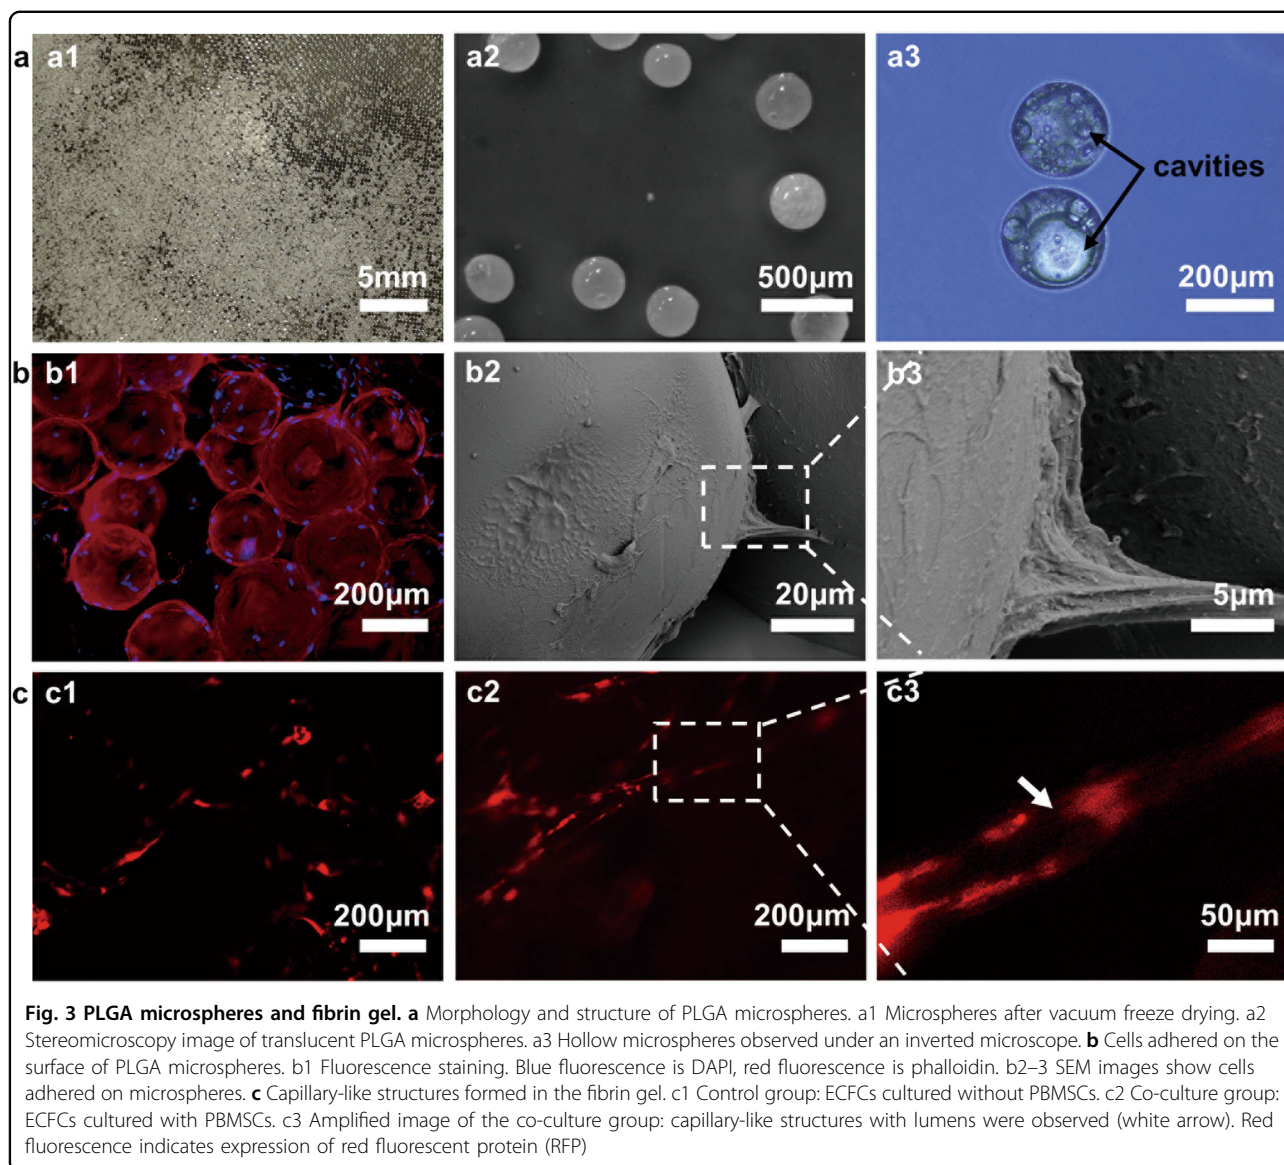 a
a1
5mm
a2
500μm
a3
cavities
200μm
b
b1
200μm
b2
20μm
b3
5μm
c
c1
200μm
c2
200μm
c3
50μm
Fig. 3 PLGA microspheres and fibrin gel. a Morphology and structure of PLGA microspheres. a1 Microspheres after vacuum freeze drying. a2
Stereomicroscopy image of translucent PLGA microspheres. a3 Hollow microspheres observed under an inverted microscope. b Cells adhered on the
surface of PLGA microspheres. b1 Fluorescence staining. Blue fluorescence is DAPI, red fluorescence is phalloidin. b2–3 SEM images show cells
adhered on microspheres. c Capillary-like structures formed in the fibrin gel. c1 Control group: ECFCs cultured without PBMSCs. c2 Co-culture group:
ECFCs cultured with PBMSCs. c3 Amplified image of the co-culture group: capillary-like structures with lumens were observed (white arrow). Red
fluorescence indicates expression of red fluorescent protein (RFP)